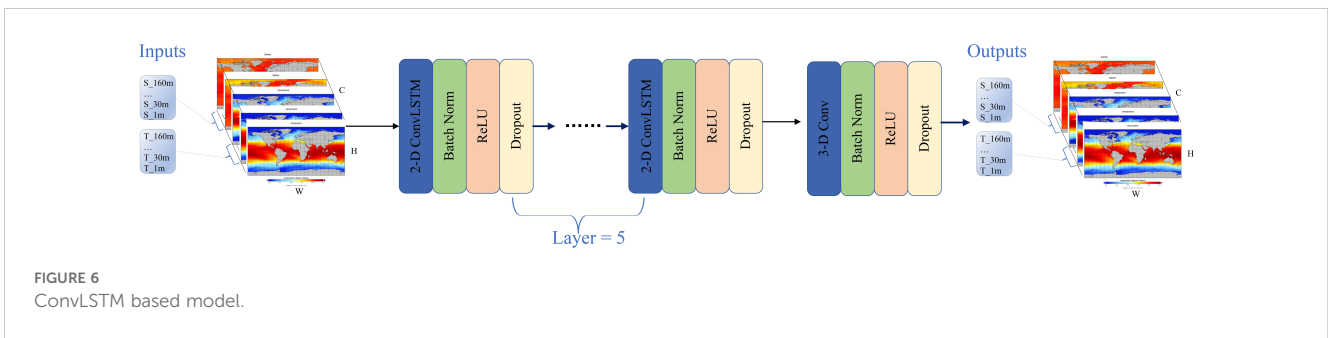 Inputs
S_160m
...
S_30m
S_1m
T_160m
...
T_30m
T_1m
C
H
W
2-D ConvLSTM
Batch Norm
ReLU
Dropout
......
2-D ConvLSTM
Batch Norm
ReLU
Dropout
Layer = 5
3-D Conv
Batch Norm
ReLU
Dropout
Outputs
S_160m
...
S_30m
S_1m
T_160m
...
T_30m
T_1m
C
H
W
FIGURE 6
ConvLSTM based model.